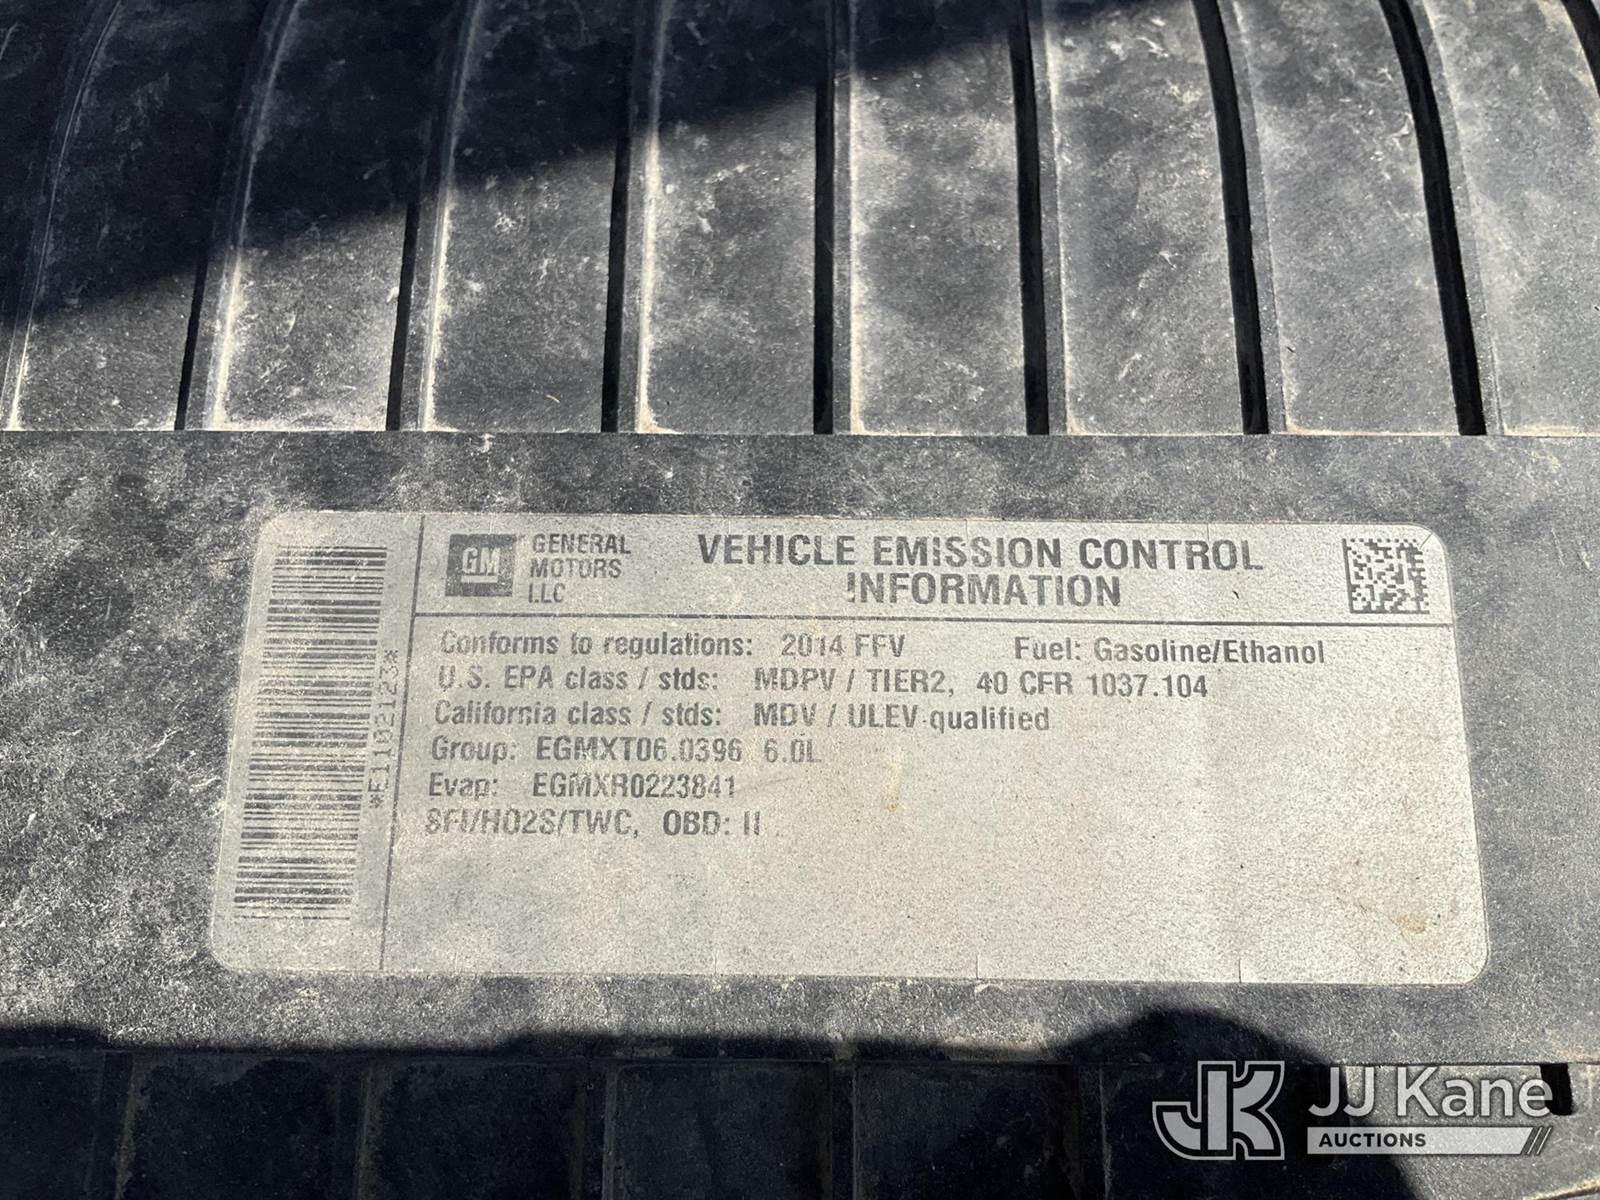 GM
GENERAL
MOTORS
LLC
VEHICLE EMISSION CONTROL
INFORMATION
Conforms to regulations: 2014 FFV Fuel: Gasoline/Ethanol
U.S. EPA class / stds: MDPV / TIER2, 40 CFR 1037.104
California class / stds: MDV / ULEV qualified
Group: EGMXT06.0396 6.0L
Evap: EGMXR0223841
SFI/HO2S/TWC, OBD: II
*E11102123*
JK
JJ Kane
AUCTIONS